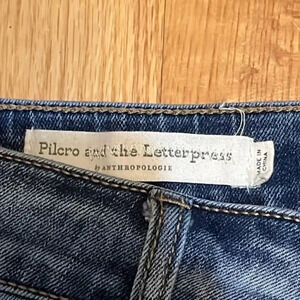 Pilcro and the Letterpress
BY ANTHROPOLOGIE
MADE IN
CHINA